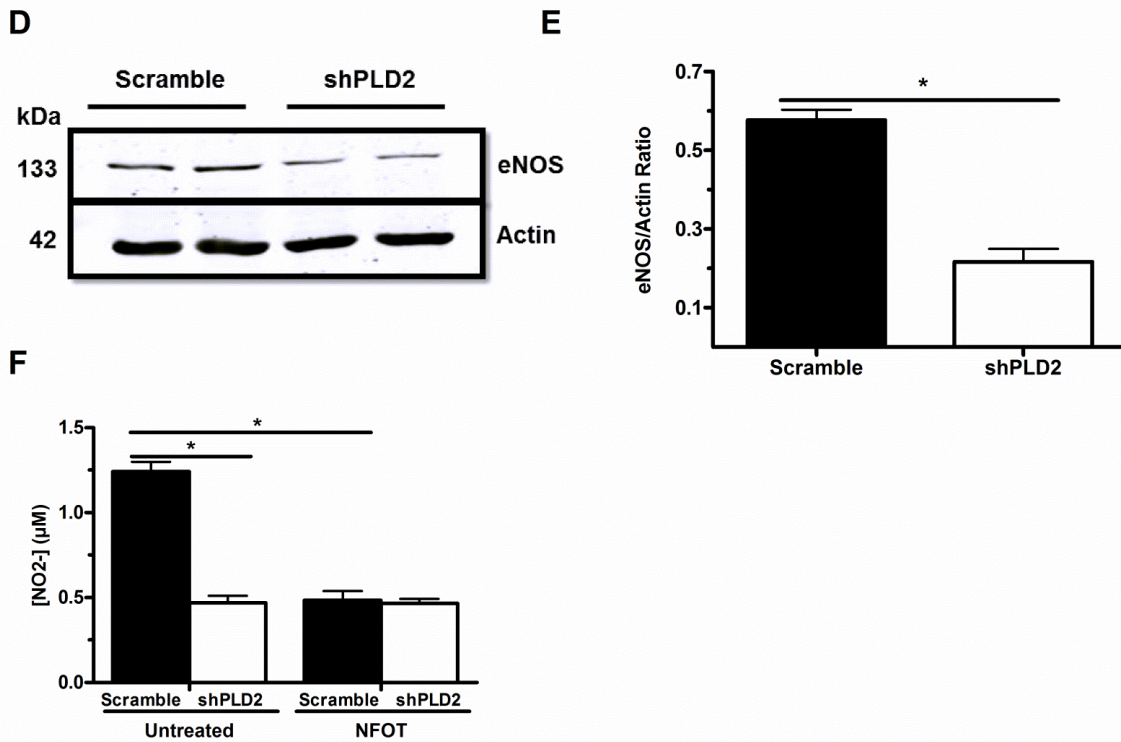 D
Scramble shPLD2
kDa
133 eNOS
42 Actin
E
0.7
0.5
0.3
0.1
eNOS/Actin Ratio
*
Scramble shPLD2
F
1.5
1.0
0.5
0.0
[NO2-] (µM)
*
*
Scramble shPLD2 Scramble shPLD2
Untreated NFOT